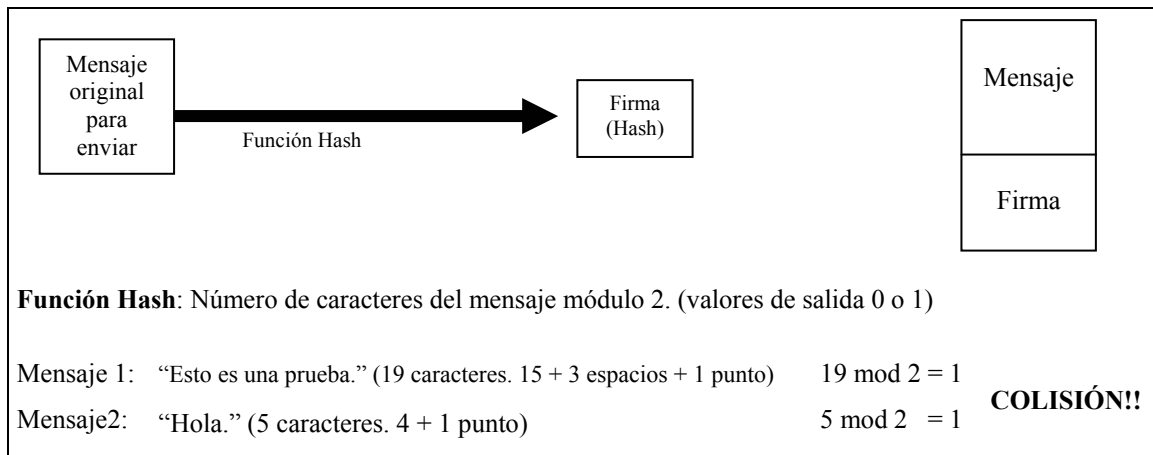 Mensaje
original
para
enviar
Función Hash
Firma
(Hash)
Mensaje
Firma
Función Hash: Número de caracteres del mensaje módulo 2. (valores de salida 0 o 1)
Mensaje 1: “Esto es una prueba.” (19 caracteres. 15 + 3 espacios + 1 punto) 19 mod 2 = 1
COLISIÓN!!
Mensaje2: “Hola.” (5 caracteres. 4 + 1 punto) 5 mod 2 = 1